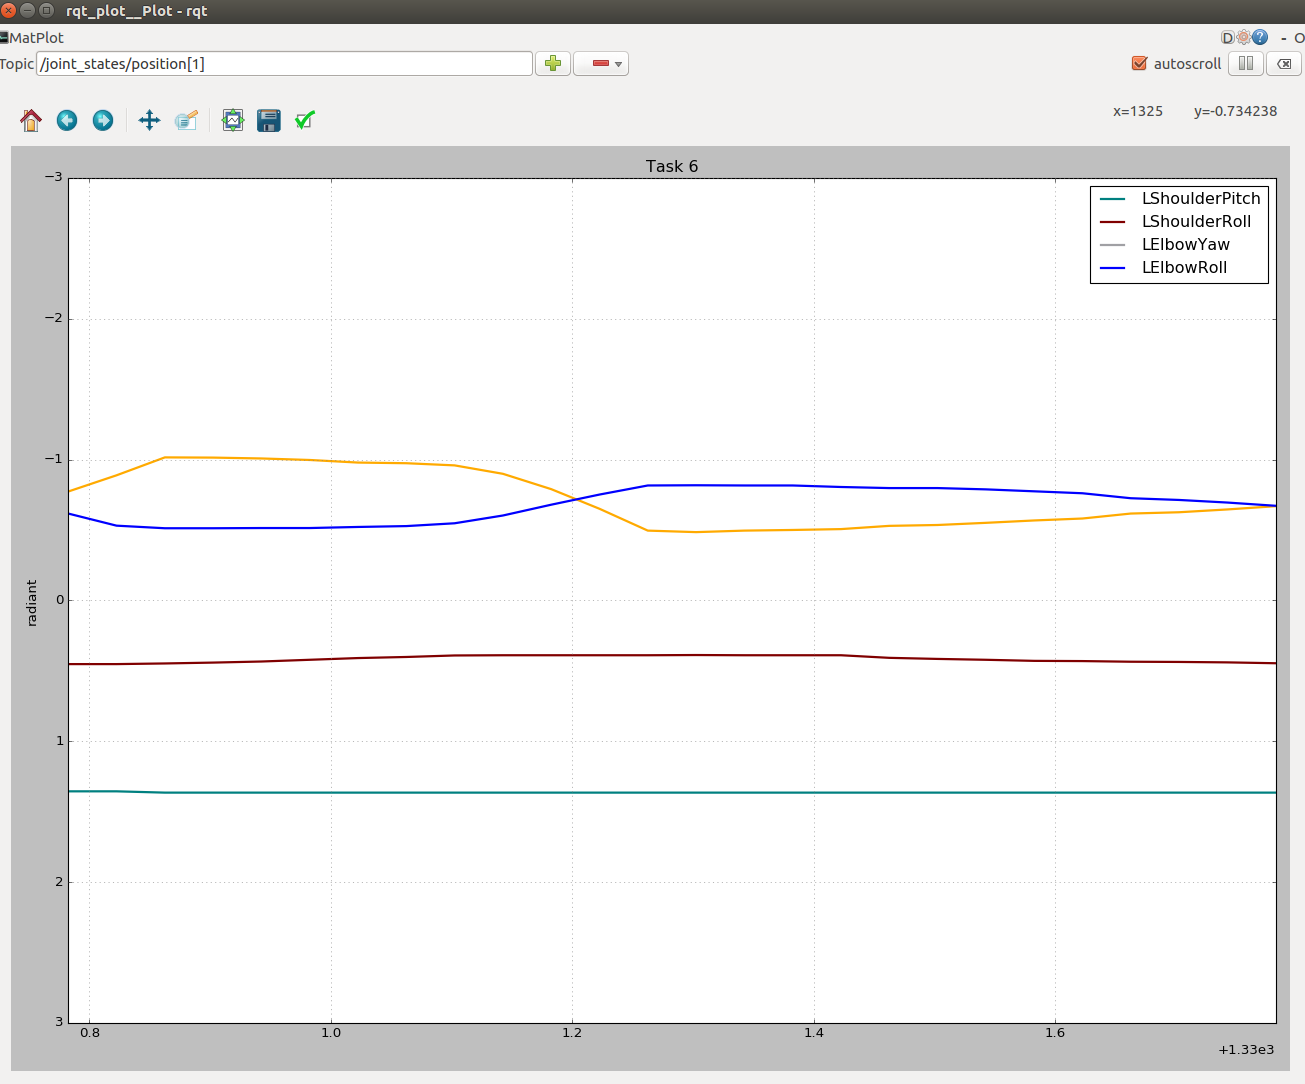 rqt_plot__Plot - rqt
MatPlot
D
?
- O
Topic /joint_states/position[1]
autoscroll
x=1325 y=-0.734238
Task 6
LShoulderPitch
LShoulderRoll
LElbowYaw
LElbowRoll
radiant
−3
−2
−1
0
1
2
3
0.8 1.0 1.2 1.4 1.6
+1.33e3